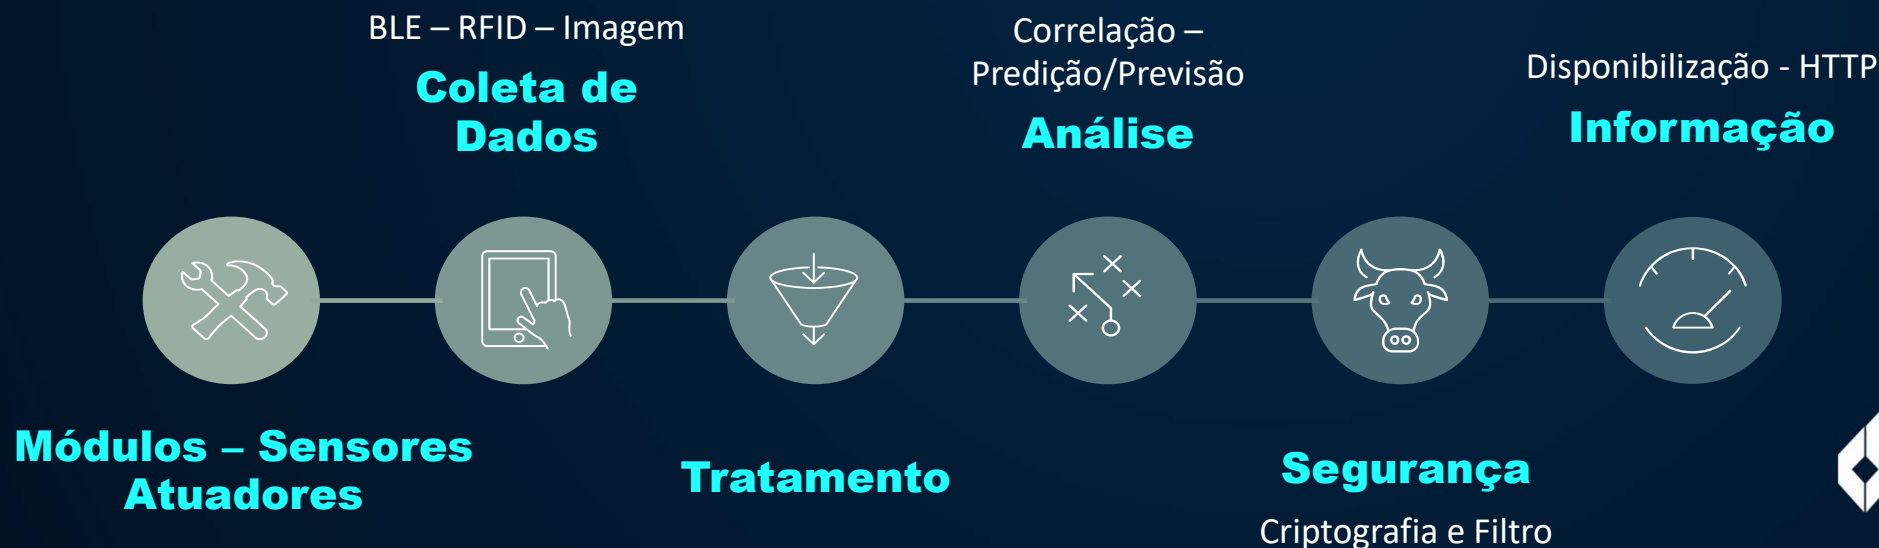 BLE – RFID – Imagem
Coleta de
Dados
Correlação –
Predição/Previsão
Análise
Disponibilização - HTTP
Informação
Módulos – Sensores
Atuadores
Tratamento
Segurança
Criptografia e Filtro